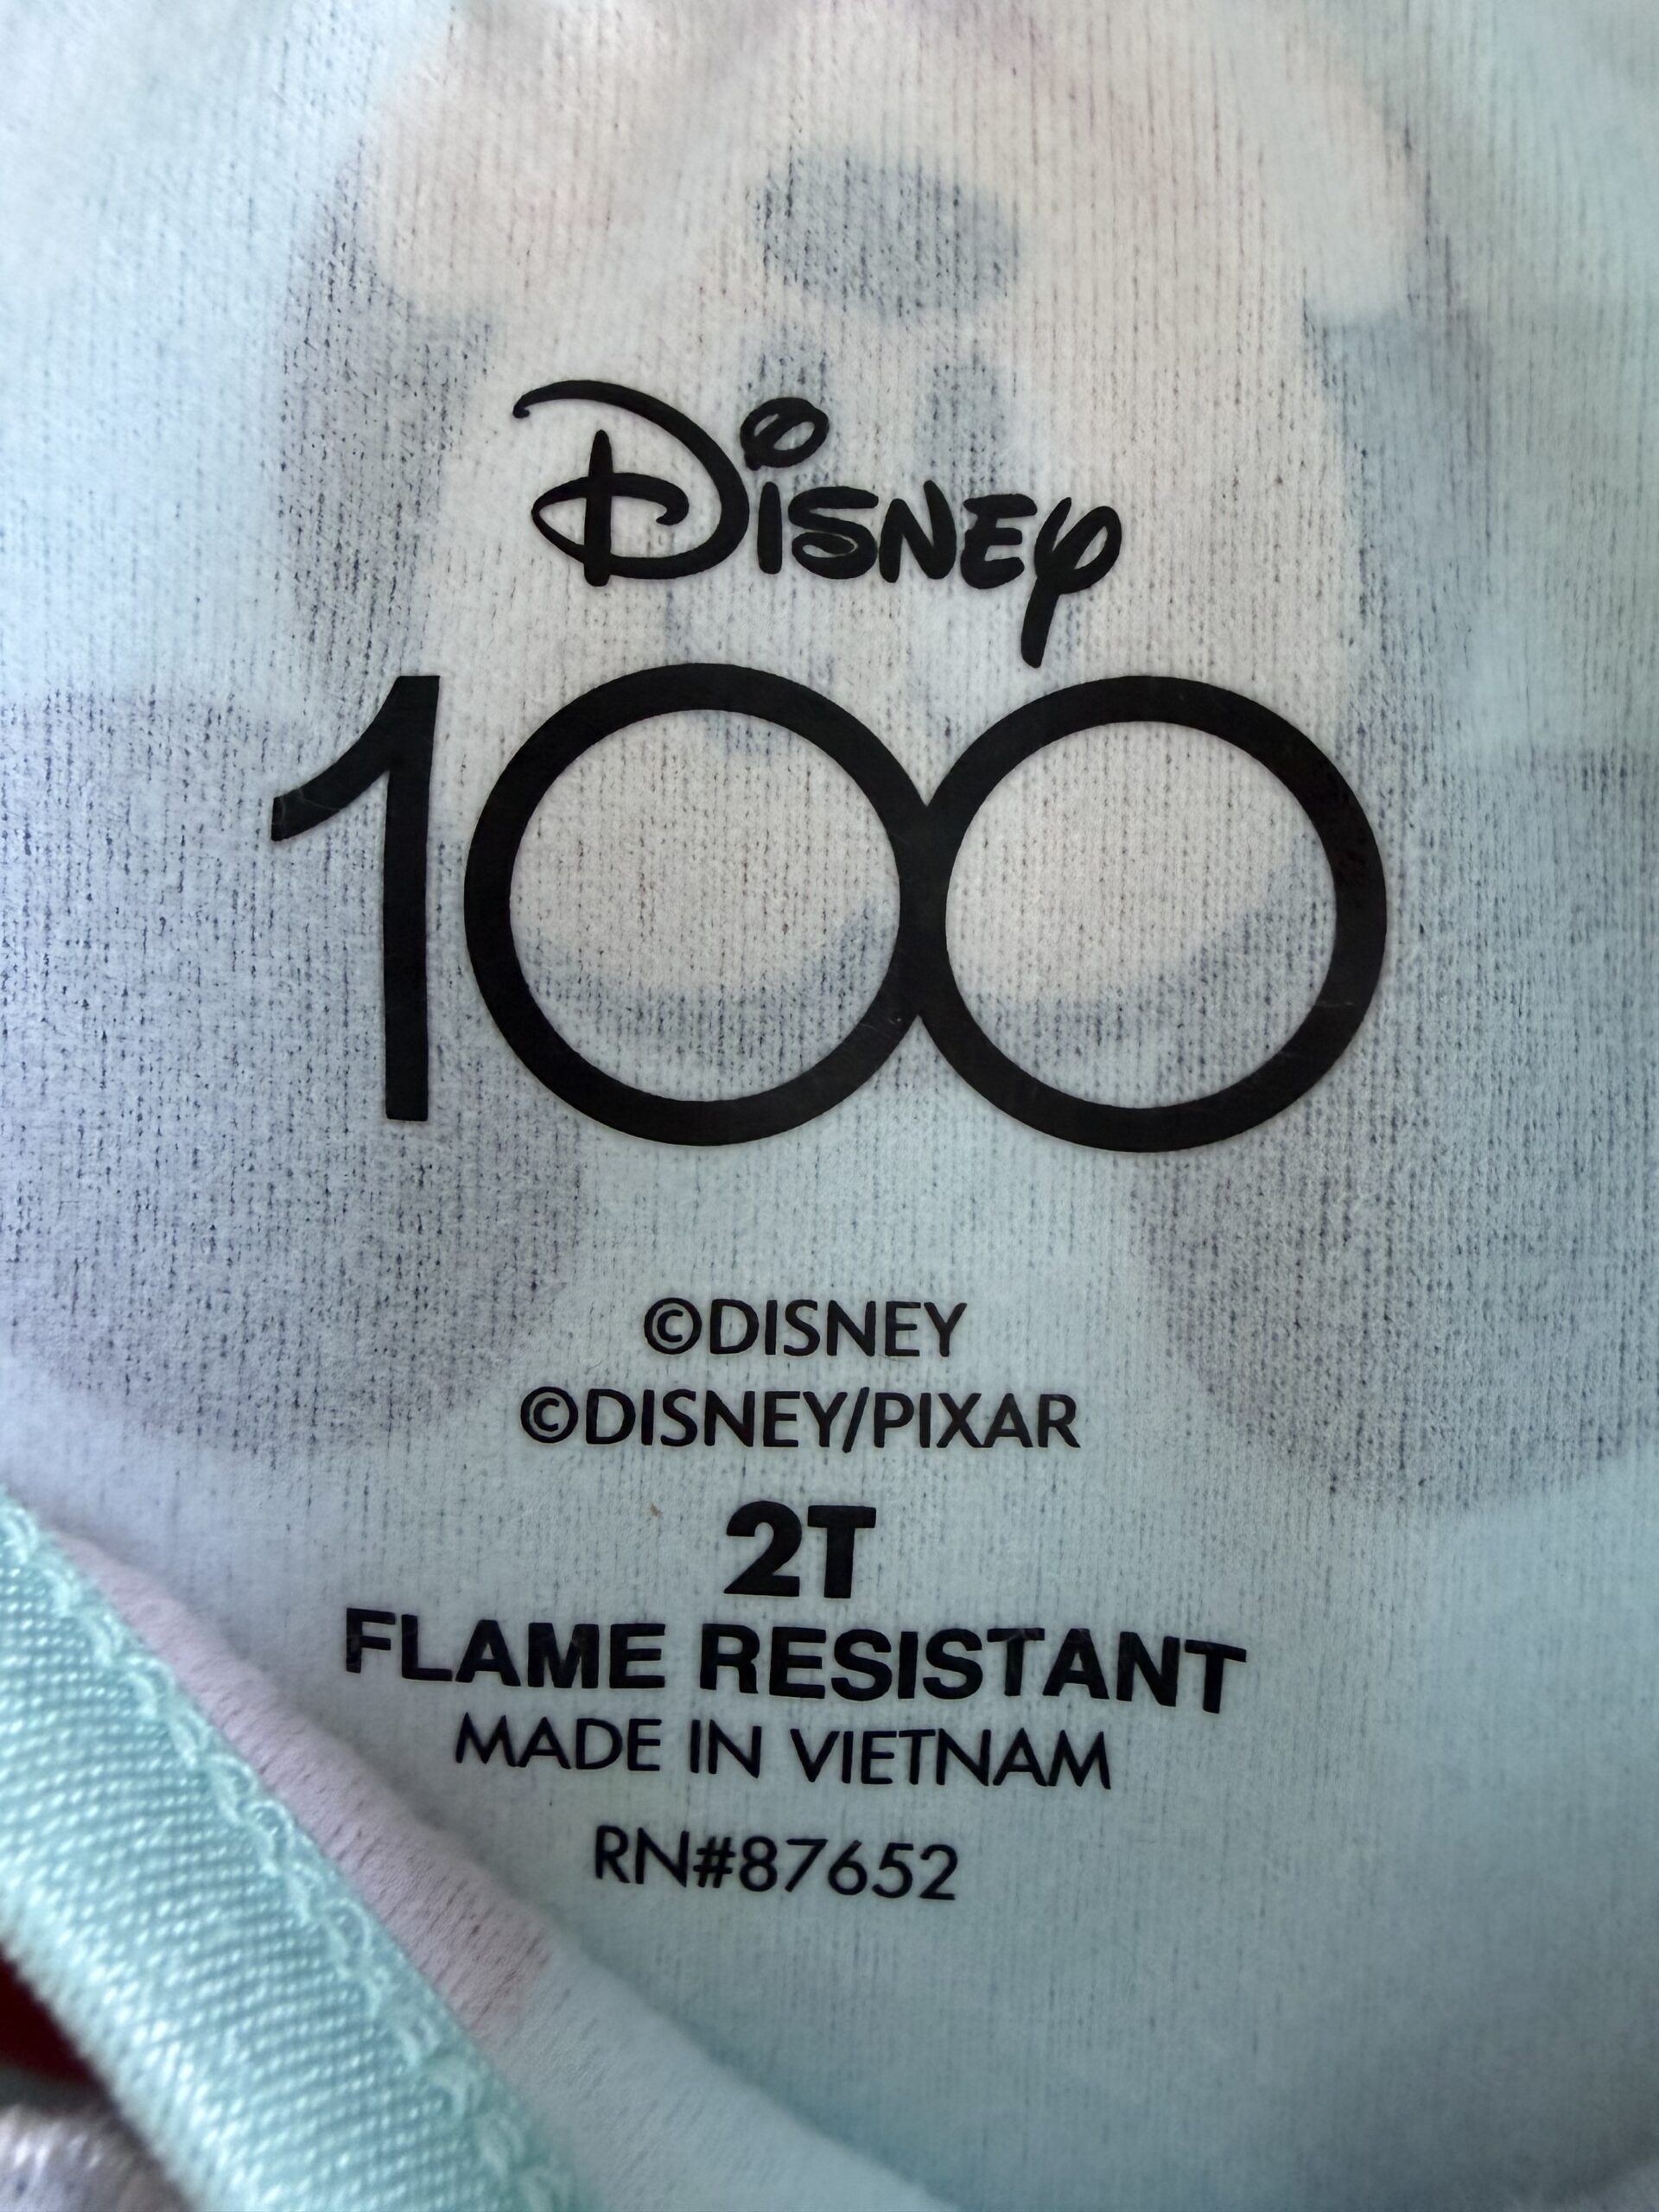 Disney
100
©DISNEY
©DISNEY/PIXAR
2T
FLAME RESISTANT
MADE IN VIETNAM
RN#87652